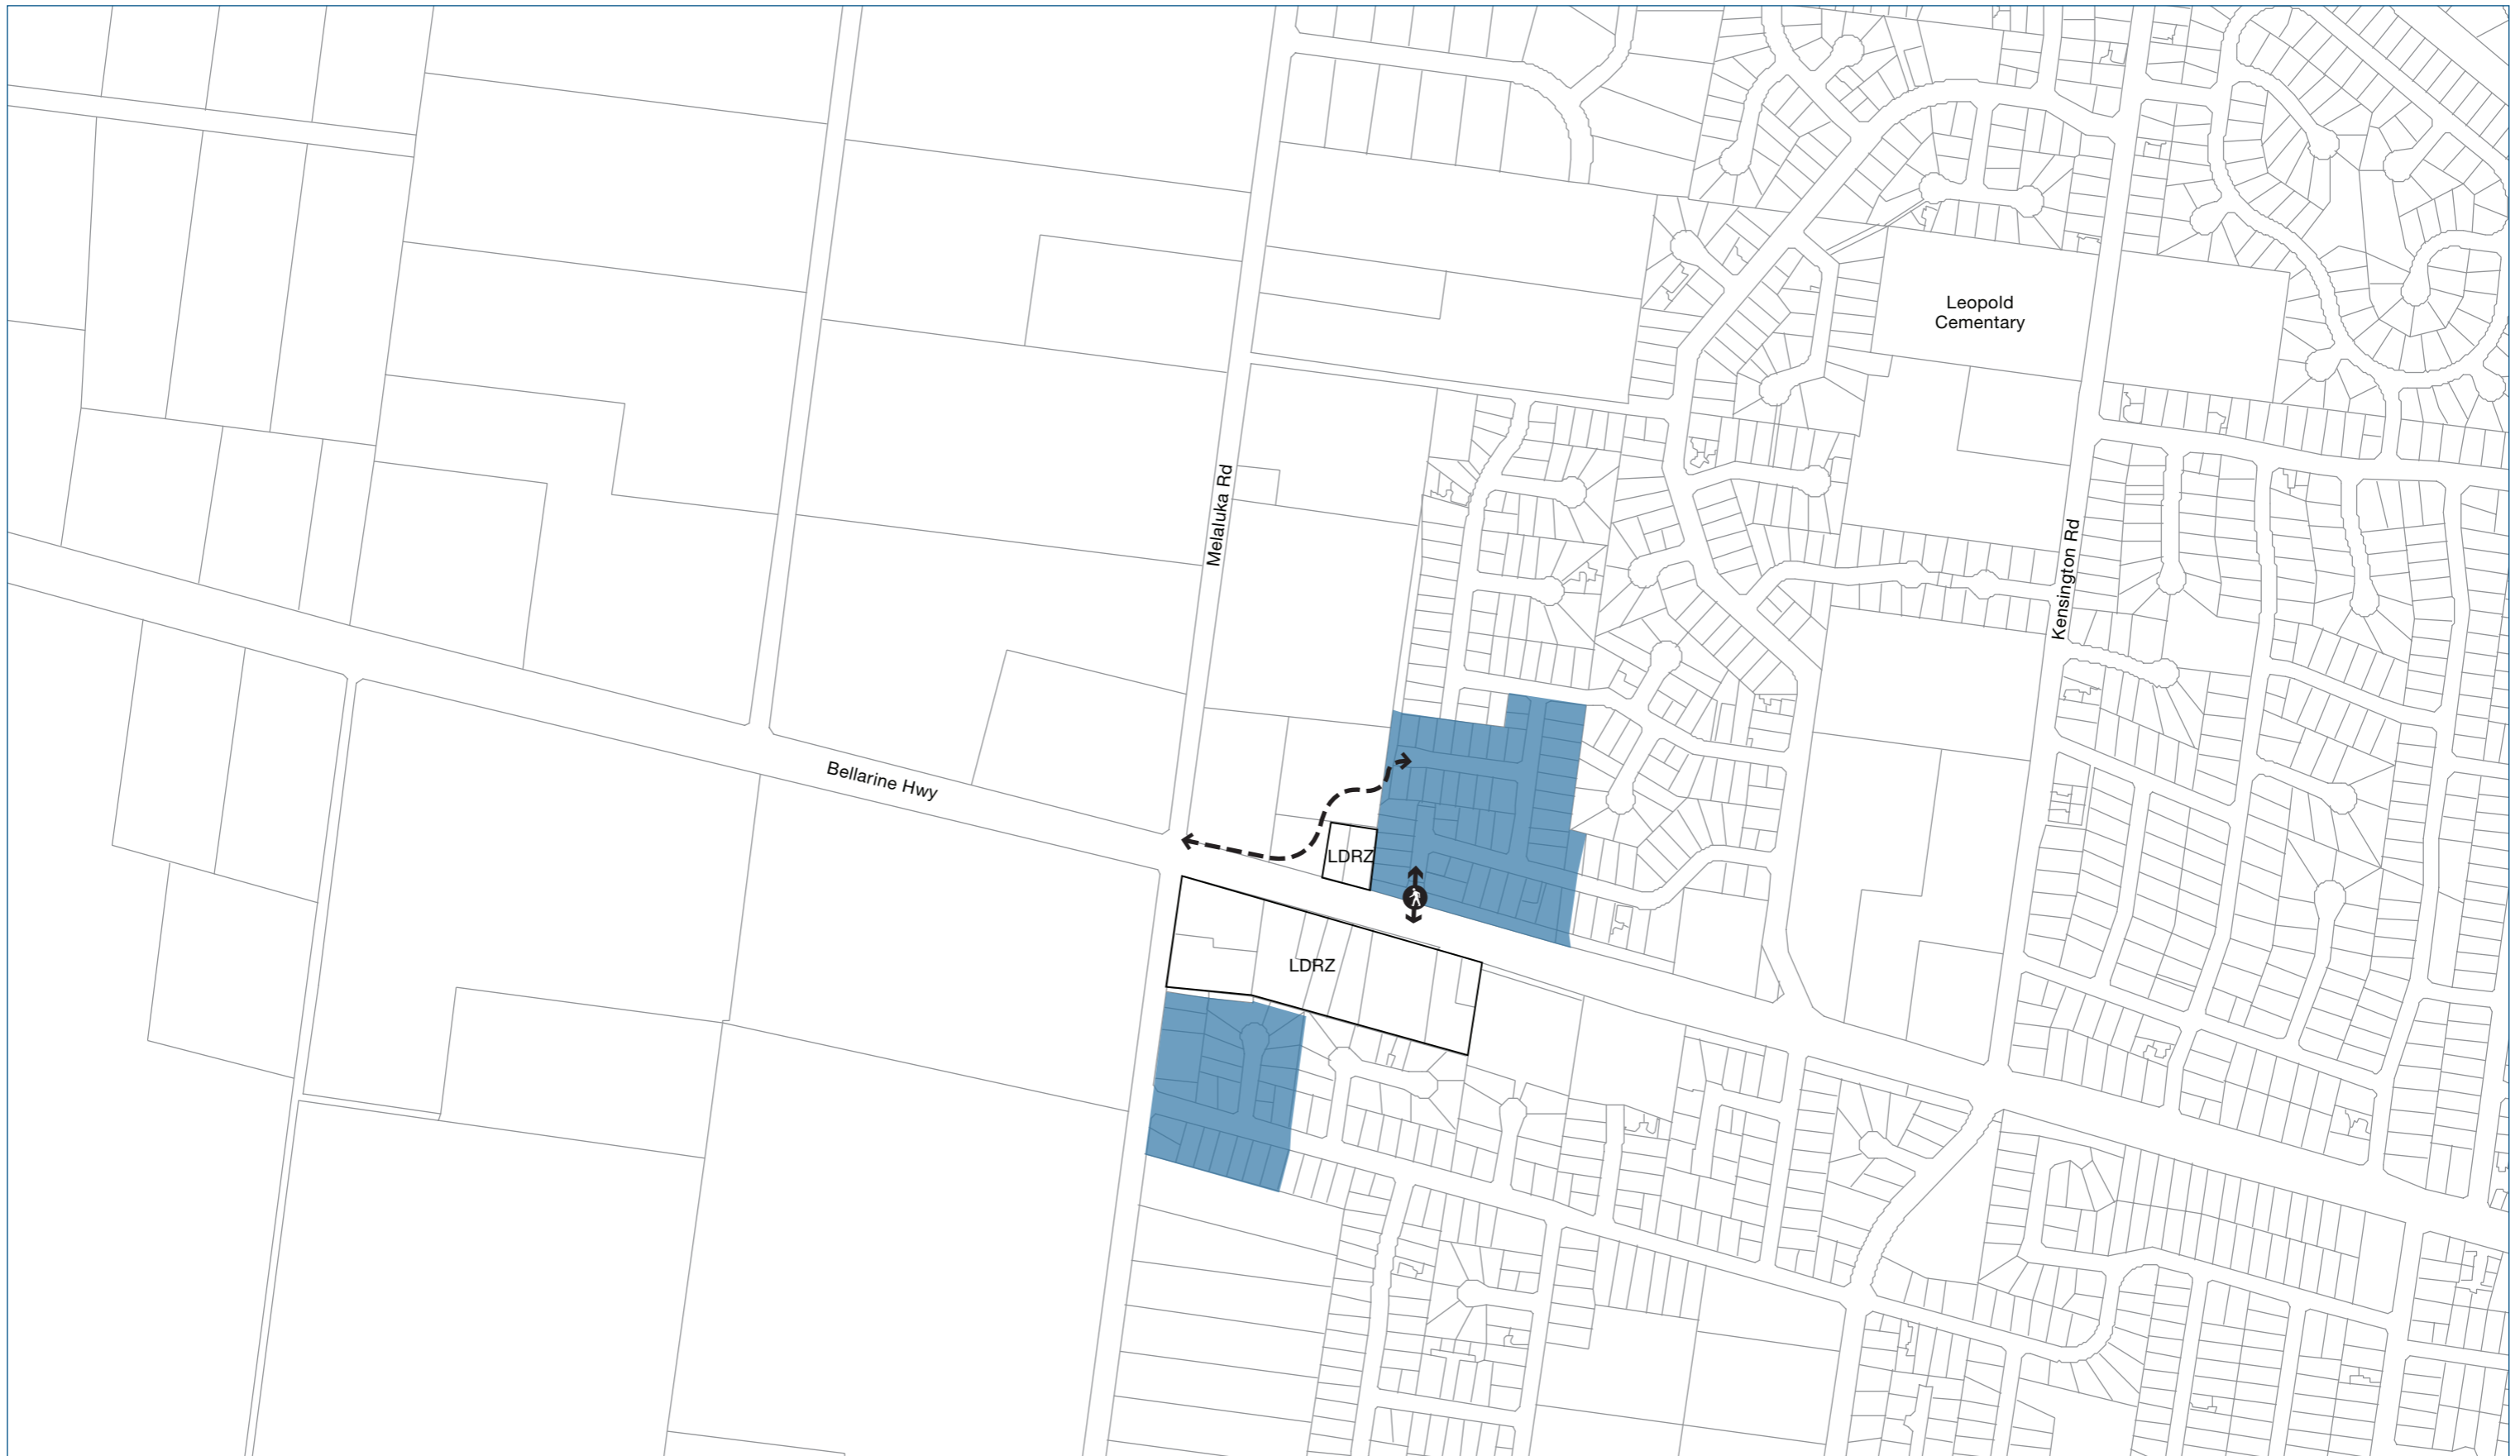 Leopold
Cementary
Melaluka Rd
Kensington Rd
Bellarine Hwy
LDRZ
LDRZ